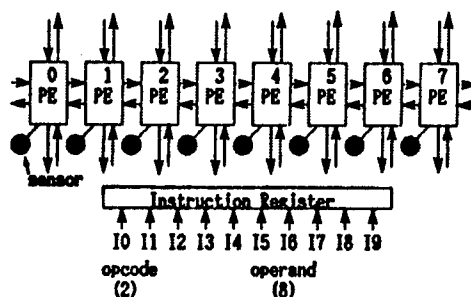 0 1 2 3 4 5 6 7
PE PE PE PE PE PE PE PE
sensor
Instruction Register
I0 I1 I2 I3 I4 I5 I6 I7 I8 I9
opcode operand
(2) (8)